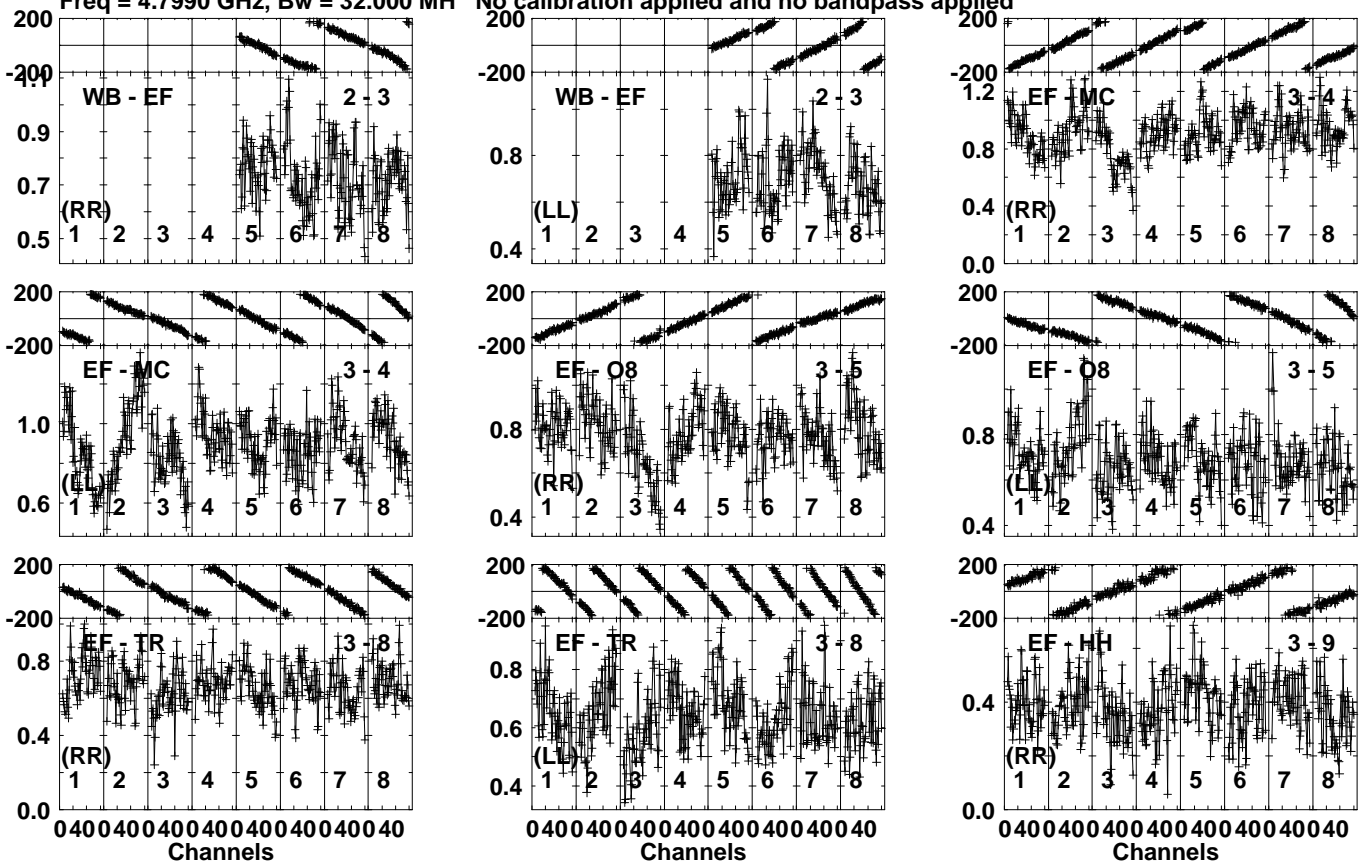 Freq = 4.7990 GHz, Bw = 32.000 MH No calibration applied and no bandpass applied
200
-200
1.1
0.9
0.7
0.5
WB - EF 2 - 3
(RR)
1 2 3 4 5 6 7 8
200
-200
0.8
0.4
WB - EF 2 - 3
(LL)
1 2 3 4 5 6 7 8
200
-200
1.2
0.8
0.4
0.0
EF - MC 3 - 4
(RR)
1 2 3 4 5 6 7 8
200
-200
1.0
0.6
EF - MC 3 - 4
(LL)
1 2 3 4 5 6 7 8
200
-200
0.8
0.4
EF - O8 3 - 5
(RR)
1 2 3 4 5 6 7 8
200
-200
0.8
0.4
EF - O8 3 - 5
(LL)
1 2 3 4 5 6 7 8
200
-200
0.8
0.4
0.0
EF - TR 3 - 8
(RR)
1 2 3 4 5 6 7 8
0 40 0 40 0 40 0 40 0 40 0 40 0 40 0 40
Channels
200
-200
0.8
0.6
0.4
EF - TR 3 - 8
(LL)
1 2 3 4 5 6 7 8
0 40 0 40 0 40 0 40 0 40 0 40 0 40 0 40
Channels
200
-200
0.4
0.0
EF - HH 3 - 9
(RR)
1 2 3 4 5 6 7 8
0 40 0 40 0 40 0 40 0 40 0 40 0 40 0 40
Channels